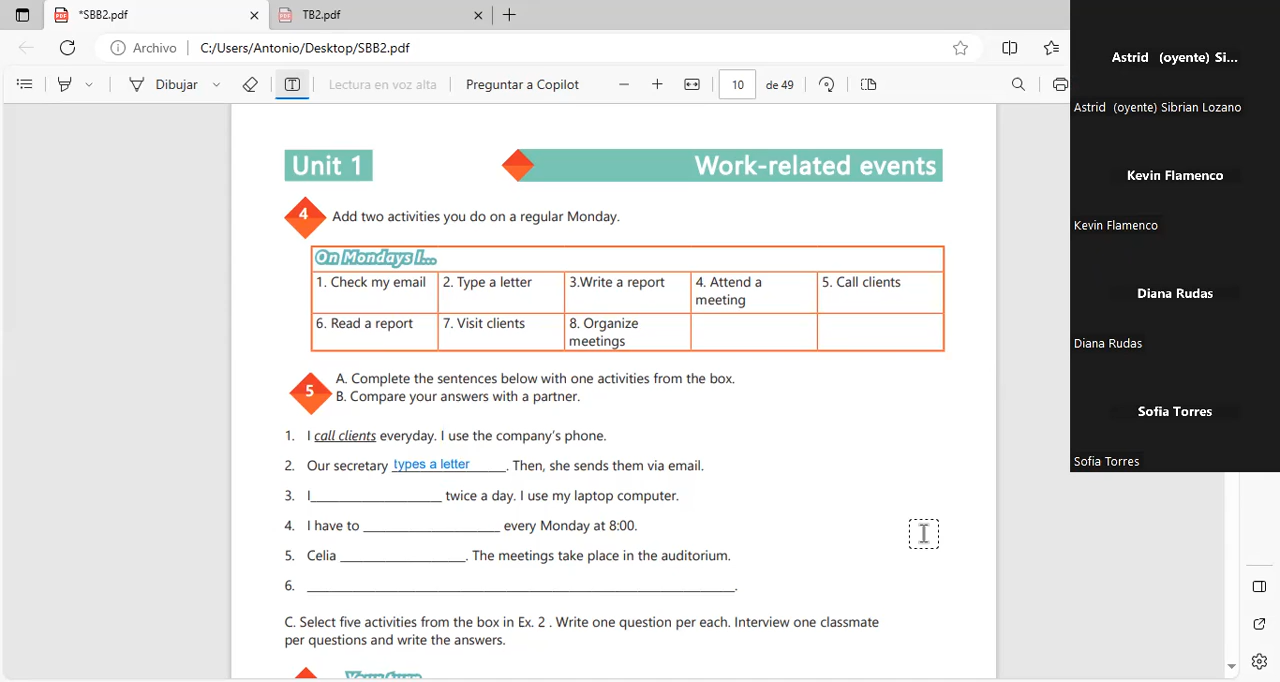 *SBB2.pdf
TB2.pdf
Archivo
C:/Users/Antonio/Desktop/SBB2.pdf
Dibujar
Lectura en voz alta
Preguntar a Copilot
10
de 49
Unit 1
Work-related events
4
Add two activities you do on a regular Monday.
On Mondays I...
1. Check my email
2. Type a letter
3.Write a report
4. Attend a
meeting
5. Call clients
6. Read a report
7. Visit clients
8. Organize
meetings
5
A. Complete the sentences below with one activities from the box.
B. Compare your answers with a partner.
1. I call clients everyday. I use the company's phone.
2. Our secretary types a letter_____. Then, she sends them via email.
3. I___________________ twice a day. I use my laptop computer.
4. I have to ____________________ every Monday at 8:00.
5. Celia __________________. The meetings take place in the auditorium.
6. ______________________________________________________________.
C. Select five activities from the box in Ex. 2 . Write one question per each. Interview one classmate
per questions and write the answers.
Astrid (oyente) Si...
Astrid (oyente) Sibrian Lozano
Kevin Flamenco
Kevin Flamenco
Diana Rudas
Diana Rudas
Sofia Torres
Sofia Torres